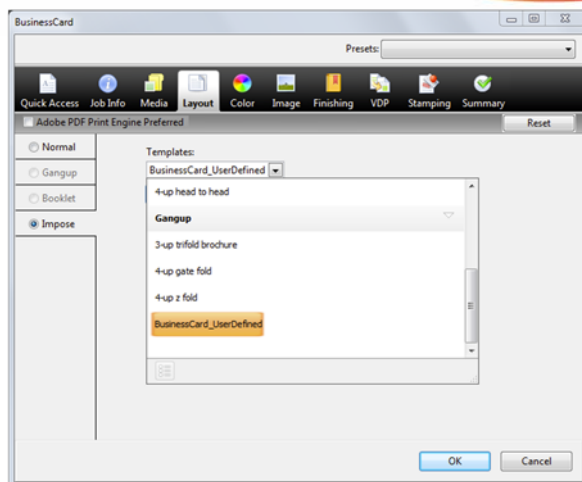 BusinessCard
Presets:
Quick Access Job Info Media Layout Color Image Finishing VDP Stamping Summary
Adobe PDF Print Engine Preferred Reset
Normal
Gangup
Booklet
Impose
Templates:
BusinessCard_UserDefined
4-up head to head
Gangup
3-up trifold brochure
4-up gate fold
4-up z fold
BusinessCard_UserDefined
OK Cancel